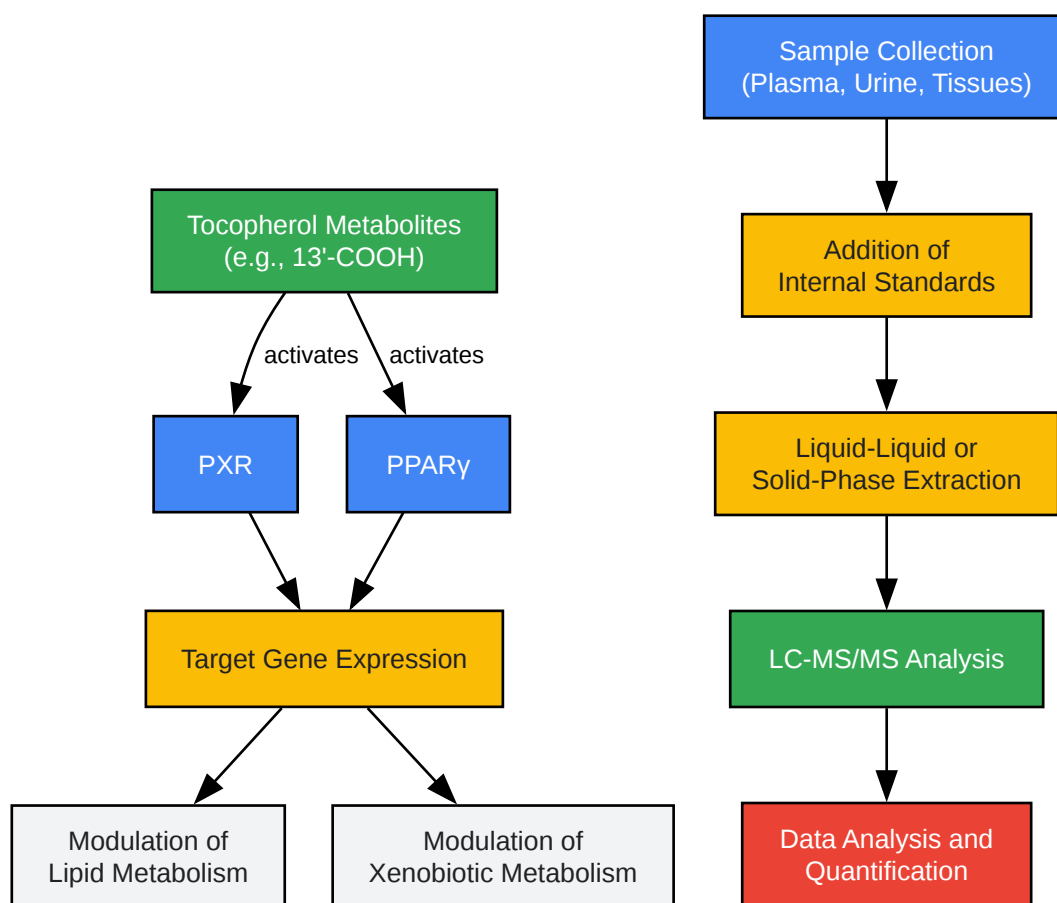 Tocopherol Metabolites
(e.g., 13'-COOH)
activates
activates
PXR
PPARγ
Target Gene Expression
Modulation of
Lipid Metabolism
Modulation of
Xenobiotic Metabolism
Sample Collection
(Plasma, Urine, Tissues)
Addition of
Internal Standards
Liquid-Liquid or
Solid-Phase Extraction
LC-MS/MS Analysis
Data Analysis and
Quantification